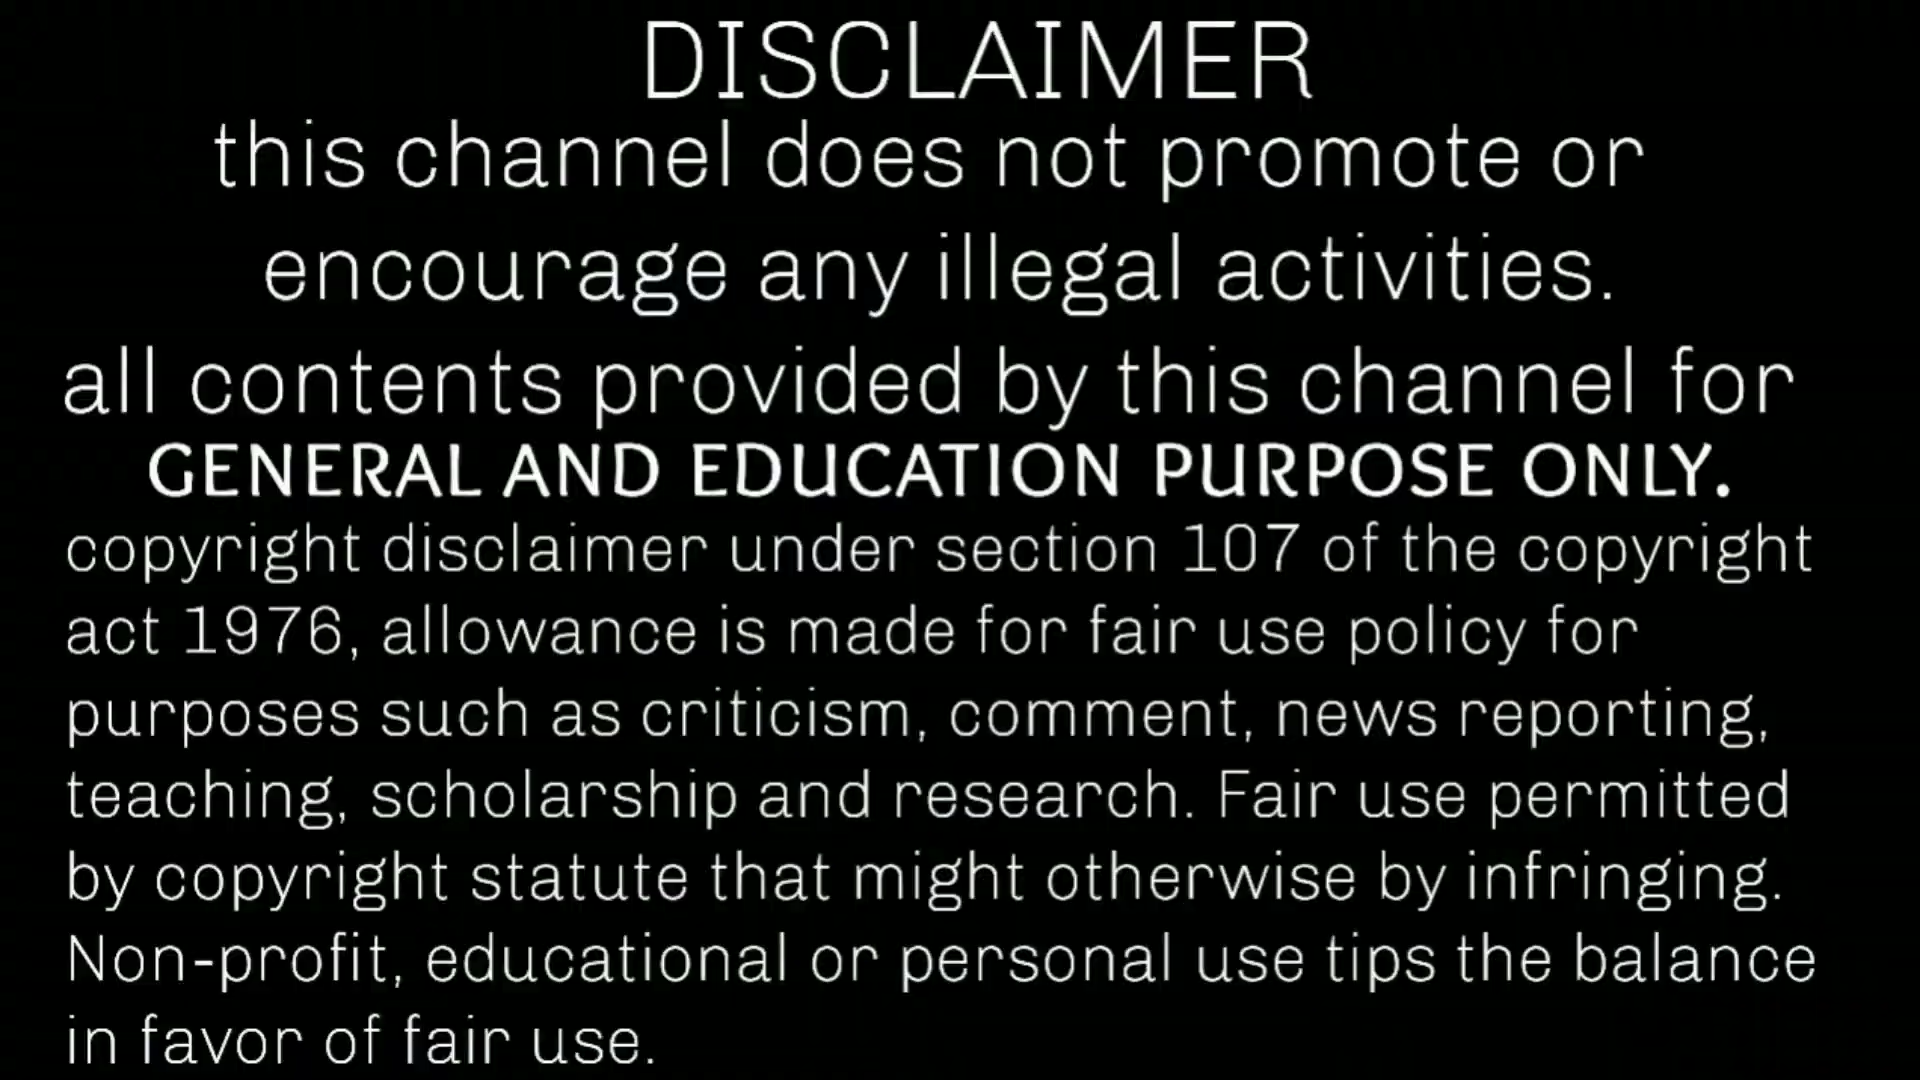 DISCLAIMER
this channel does not promote or
encourage any illegal activities.
all contents provided by this channel for
GENERAL AND EDUCATION PURPOSE ONLY.
copyright disclaimer under section 107 of the copyright
act 1976, allowance is made for fair use policy for
purposes such as criticism, comment, news reporting,
teaching, scholarship and research. Fair use permitted
by copyright statute that might otherwise by infringing.
Non-profit, educational or personal use tips the balance
in favor of fair use.